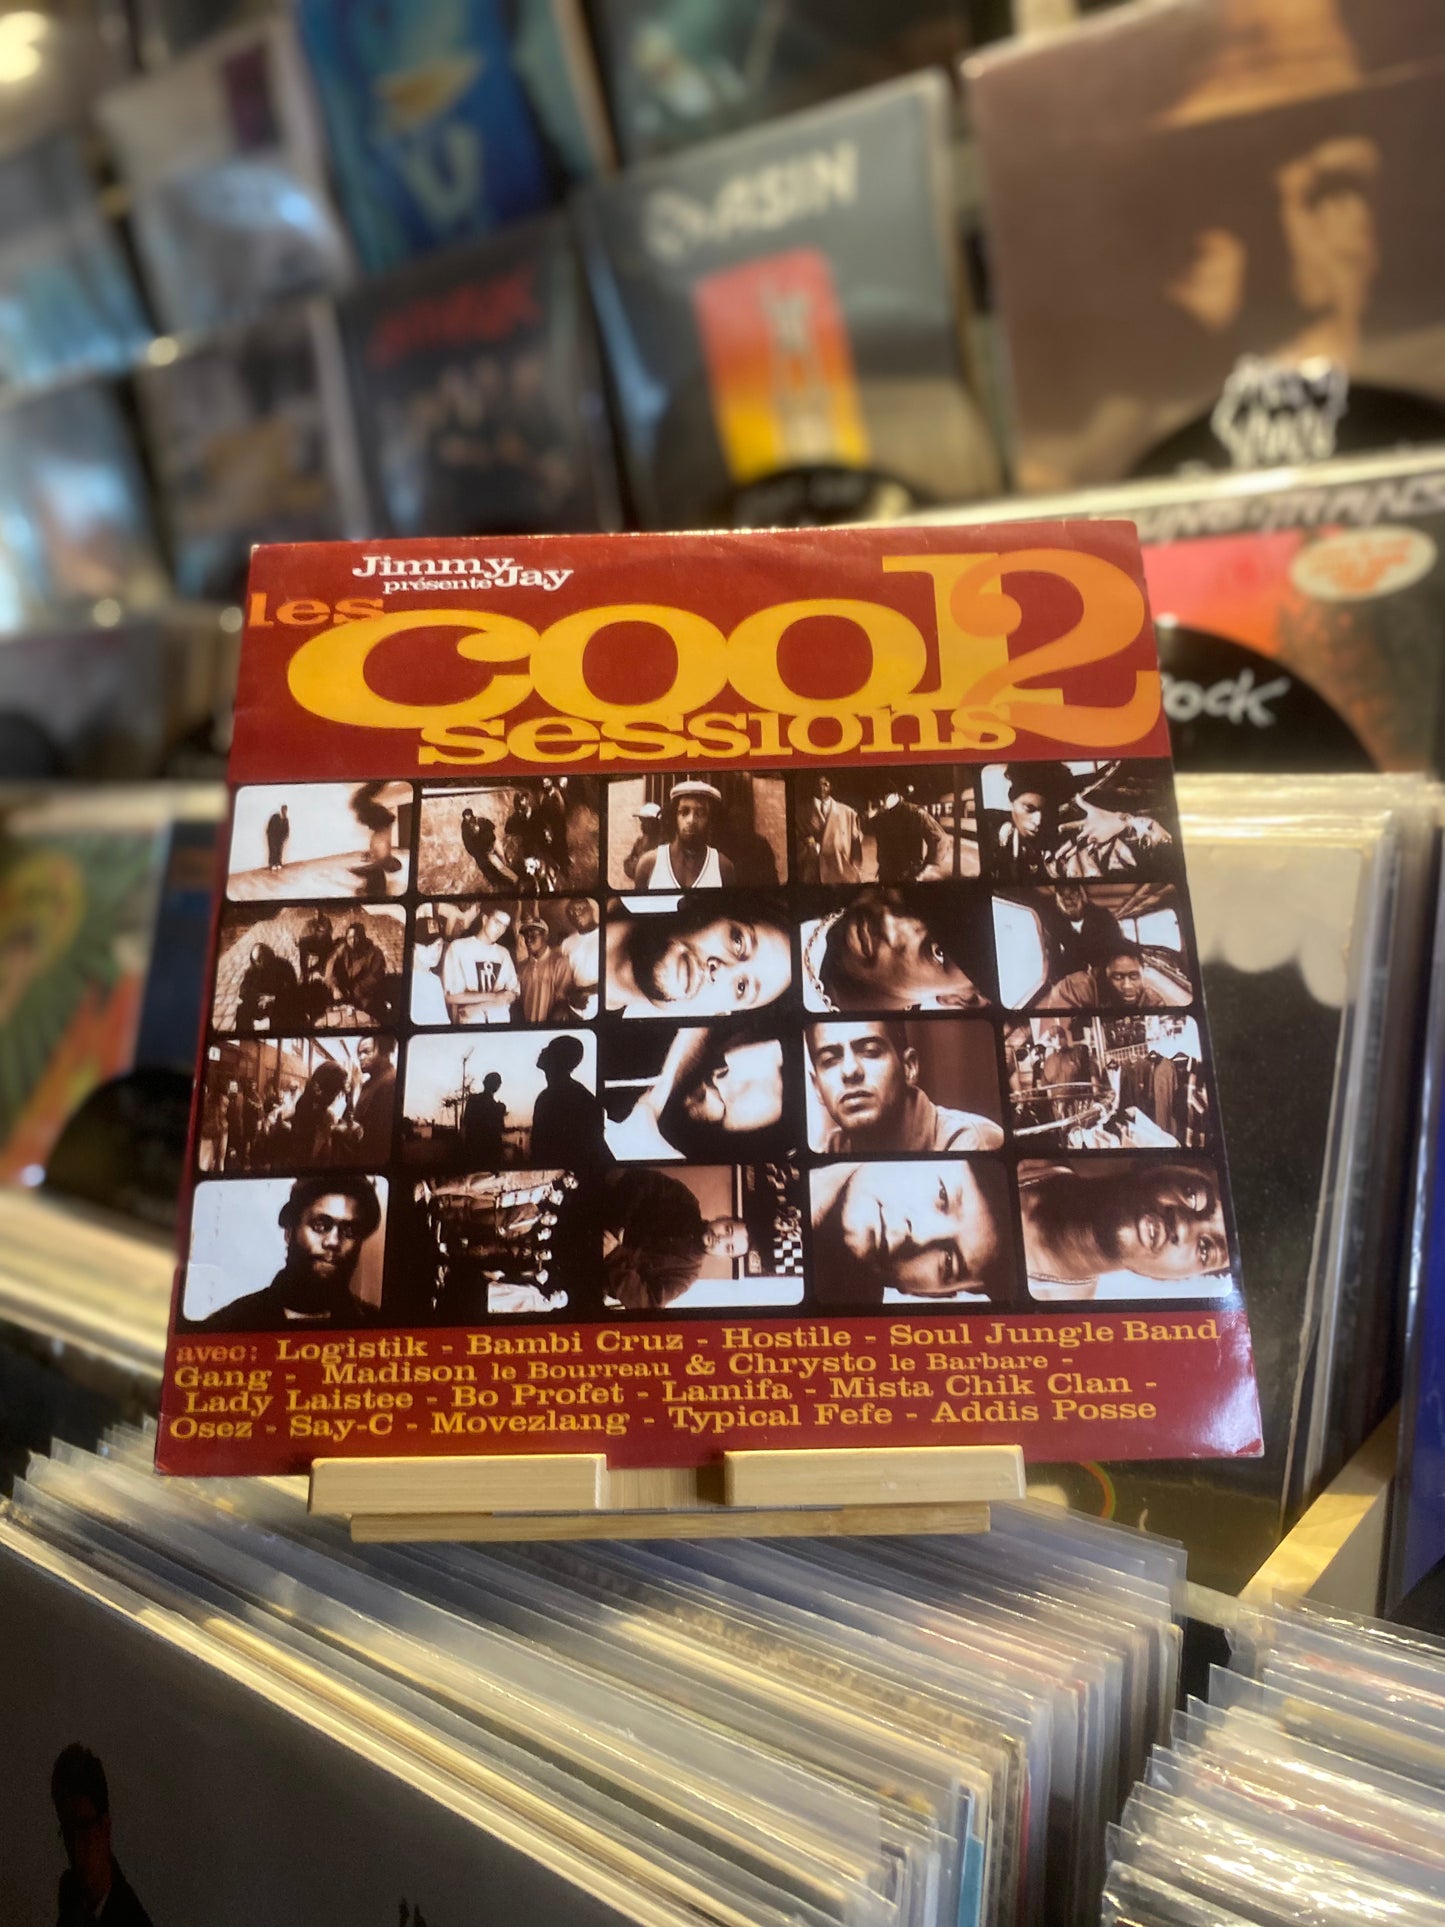 Jimmy Jay
présente
les
cool 2
sessions
avec: Logistik - Bambi Cruz - Hostile - Soul Jungle Band
Gang - Madison le Bourreau & Chrysto le Barbare -
Lady Laistee - Bo Profet - Lamifa - Mista Chik Clan -
Osez - Say-C - Movezlang - Typical Fefe - Addis Posse